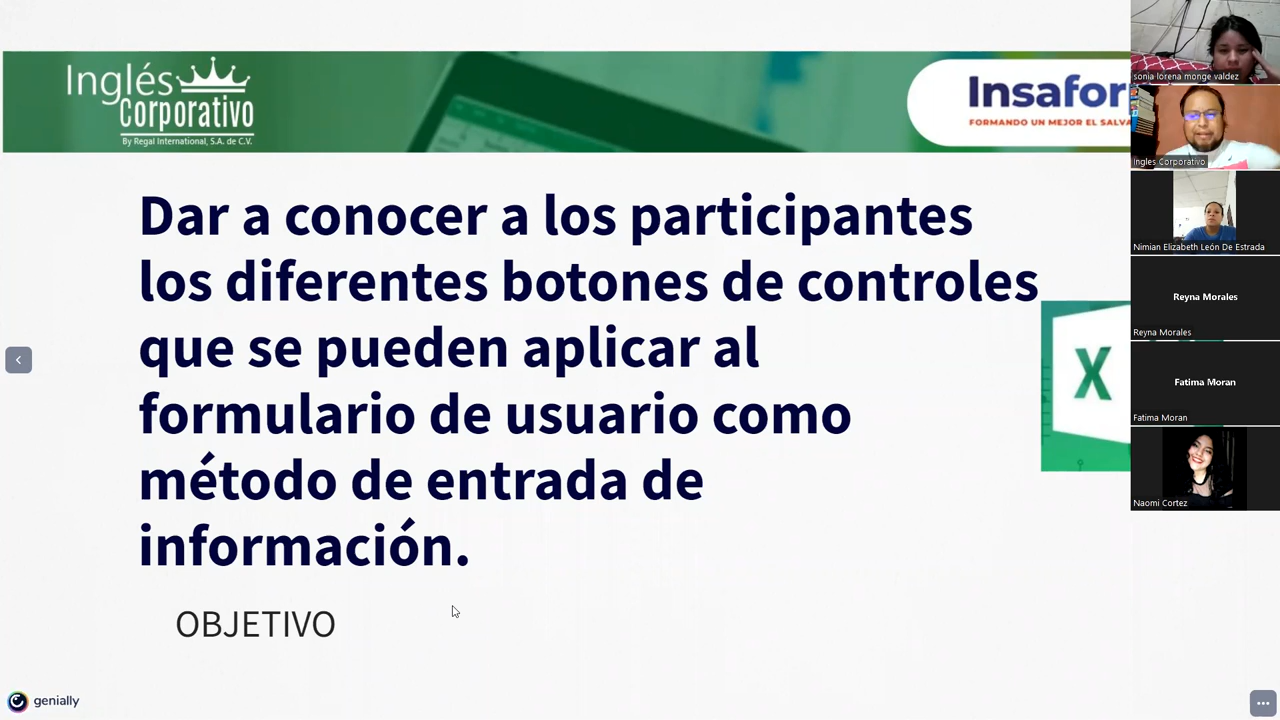 Inglés
Corporativo
By Regal International, S.A. de C.V.
Insafor
FORMANDO UN MEJOR EL SALVA
Dar a conocer a los participantes
los diferentes botones de controles
que se pueden aplicar al
formulario de usuario como
método de entrada de
información.
OBJETIVO
X
genially
sonia lorena monge valdez
Ingles Corporativo
Nimian Elizabeth León De Estrada
Reyna Morales
Reyna Morales
Fatima Moran
Fatima Moran
Naomi Cortez